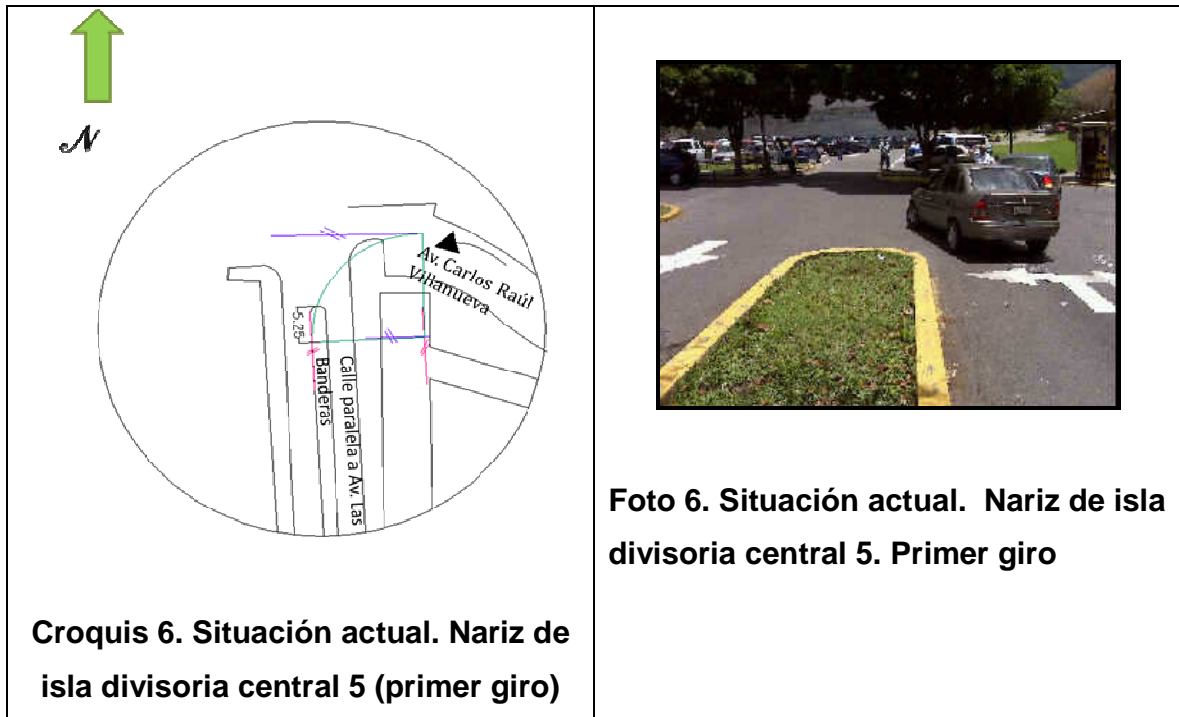 N
Av. Carlos Raúl
Villanueva
5.25
Banderas
Calle paralela a Av. Las
Croquis 6. Situación actual. Nariz de
isla divisoria central 5 (primer giro)
Foto 6. Situación actual. Nariz de isla
divisoria central 5. Primer giro